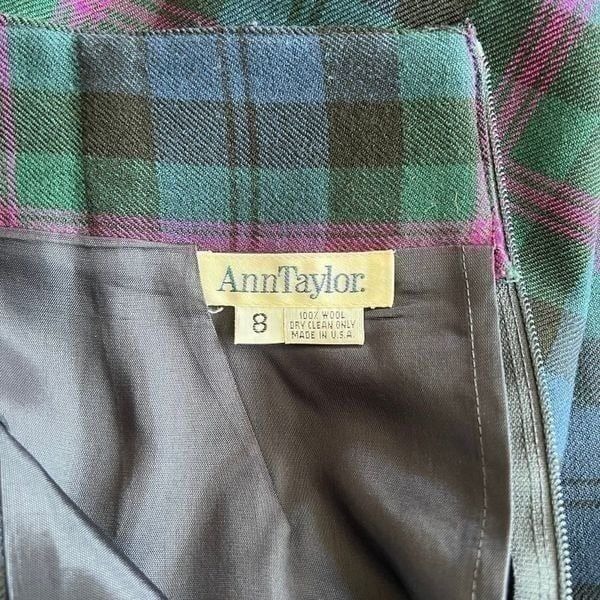 AnnTaylor.
8
100% WOOL
DRY CLEAN ONLY
MADE IN U.S.A.